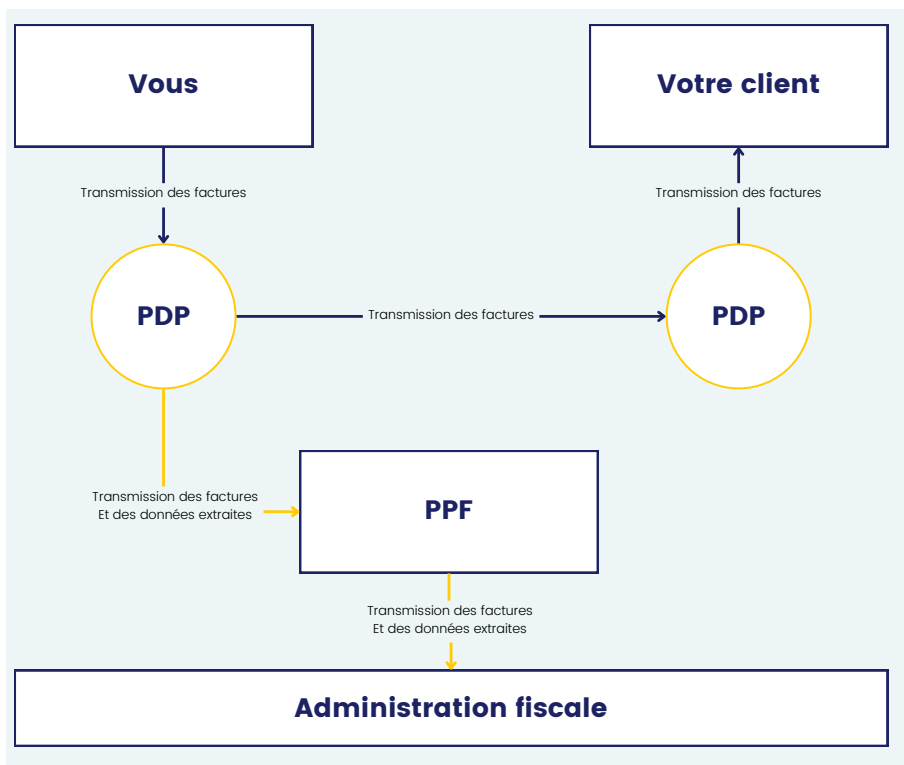 Vous
Votre client
Transmission des factures
Transmission des factures
PDP
Transmission des factures
PDP
Transmission des factures
Et des données extraites
PPF
Transmission des factures
Et des données extraites
Administration fiscale